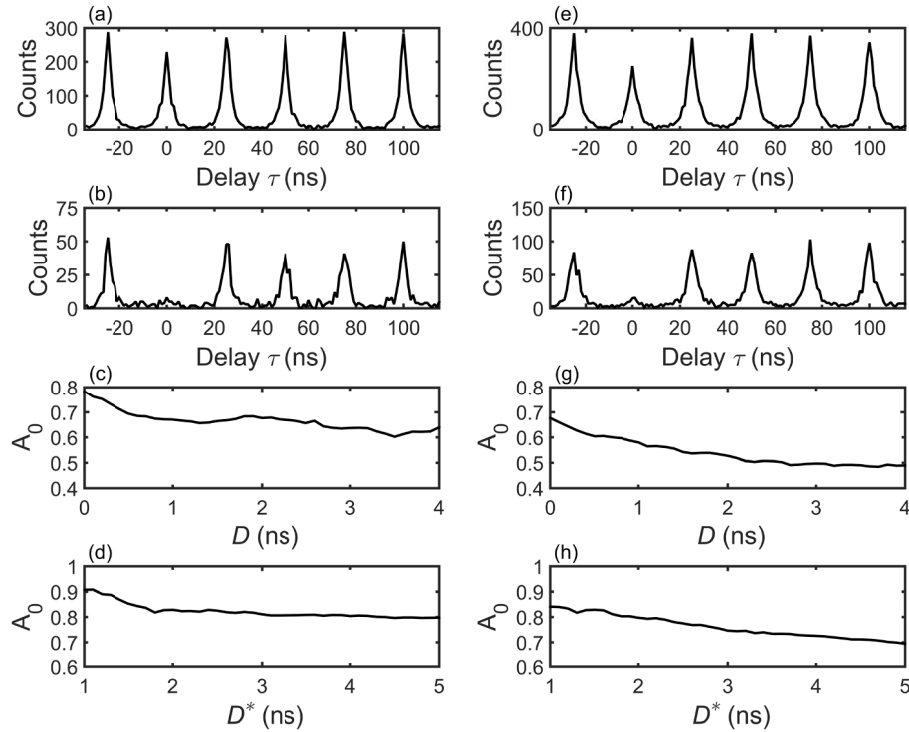 (a)
300
200
100
0
Counts
-20 0 20 40 60 80 100
Delay τ (ns)
(b)
75
50
25
0
Counts
-20 0 20 40 60 80 100
Delay τ (ns)
(c)
0.8
0.7
0.6
0.5
0.4
A0
0 1 2 3 4
D (ns)
(d)
1
0.9
0.8
0.7
0.6
A0
1 2 3 4 5
D* (ns)
(e)
400
200
0
Counts
-20 0 20 40 60 80 100
Delay τ (ns)
(f)
150
100
50
0
Counts
-20 0 20 40 60 80 100
Delay τ (ns)
(g)
0.8
0.7
0.6
0.5
0.4
A0
0 1 2 3 4
D (ns)
(h)
1
0.9
0.8
0.7
0.6
A0
1 2 3 4 5
D* (ns)